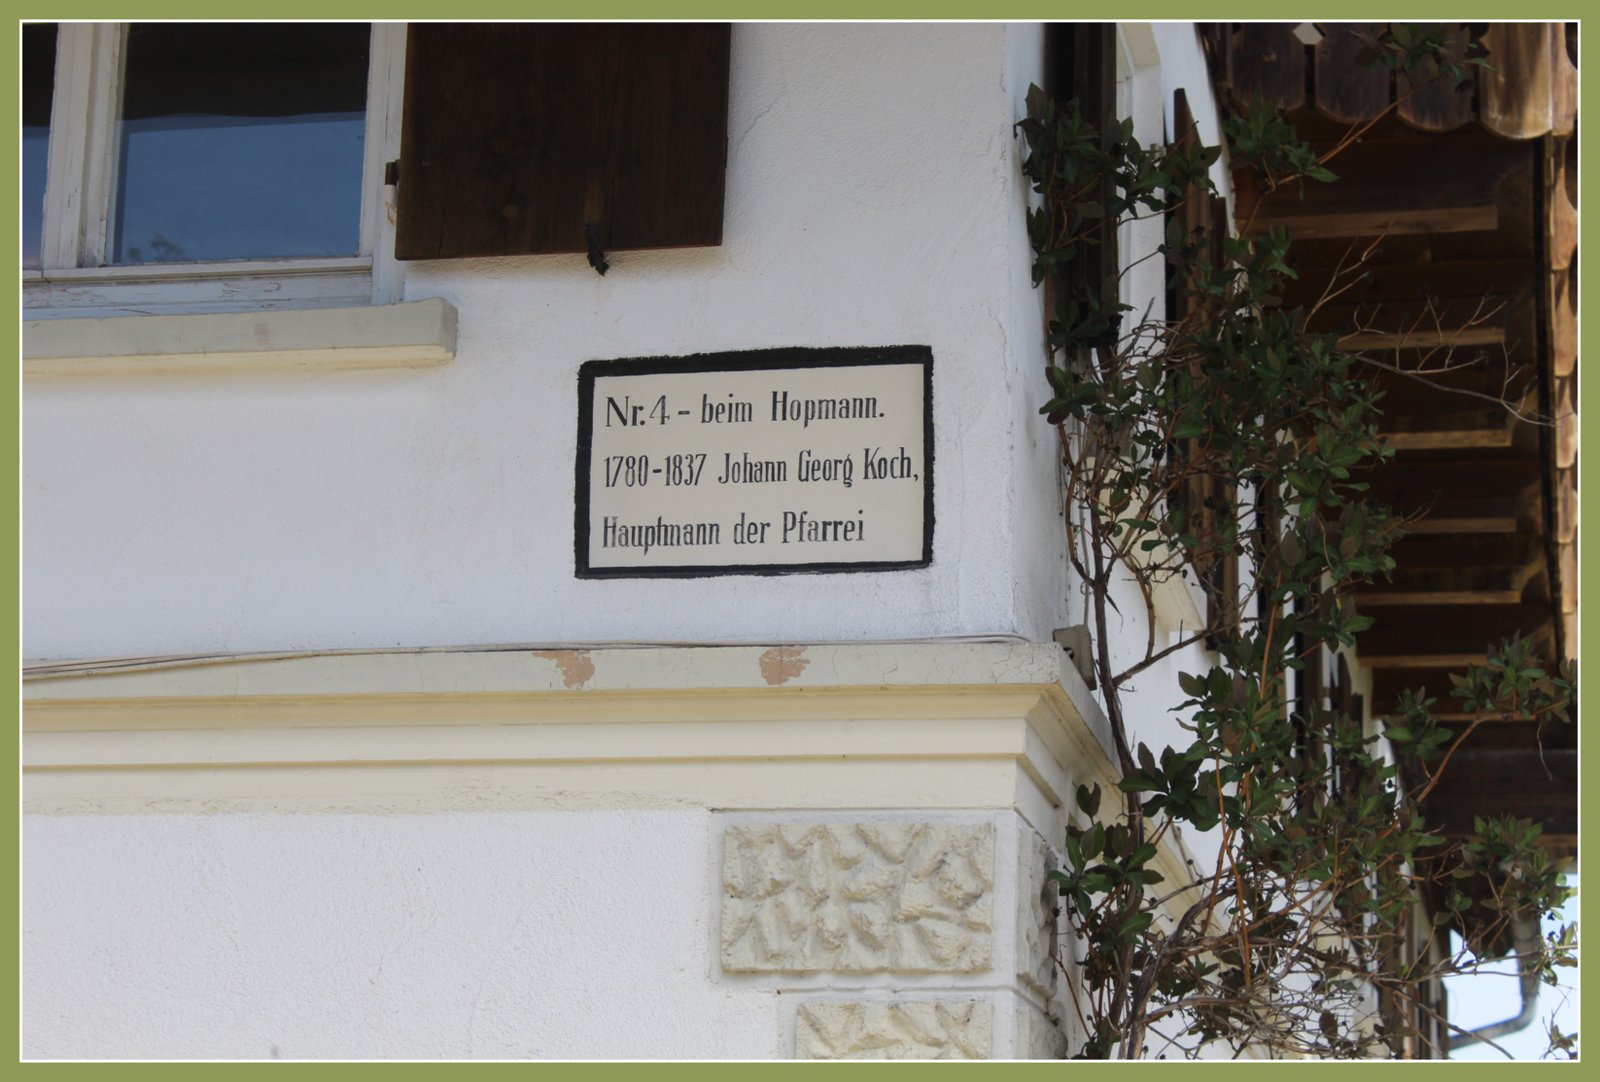 Nr. 4 - beim Hopmann.
1780-1837 Johann Georg Koch,
Hauptmann der Pfarrei